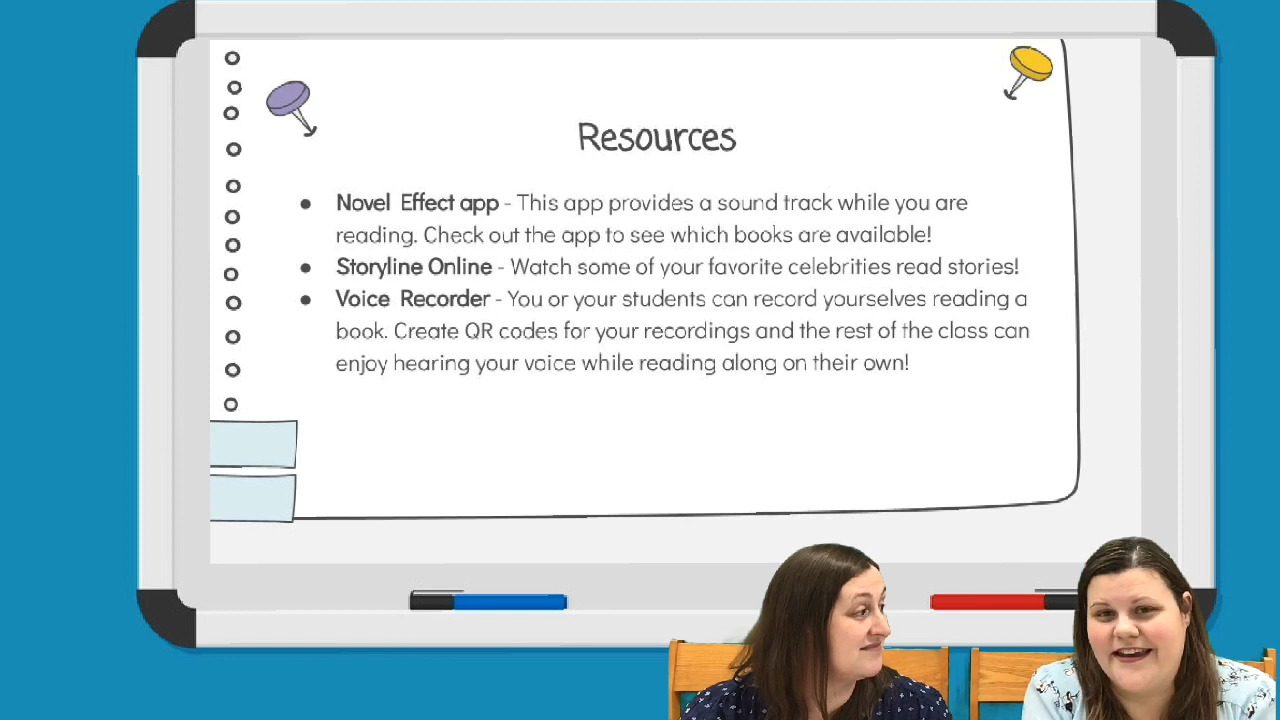 Resources
Novel Effect app - This app provides a sound track while you are
reading. Check out the app to see which books are available!
Storyline Online - Watch some of your favorite celebrities read stories!
Voice Recorder - You or your students can record yourselves reading a
book. Create QR codes for your recordings and the rest of the class can
enjoy hearing your voice while reading along on their own!